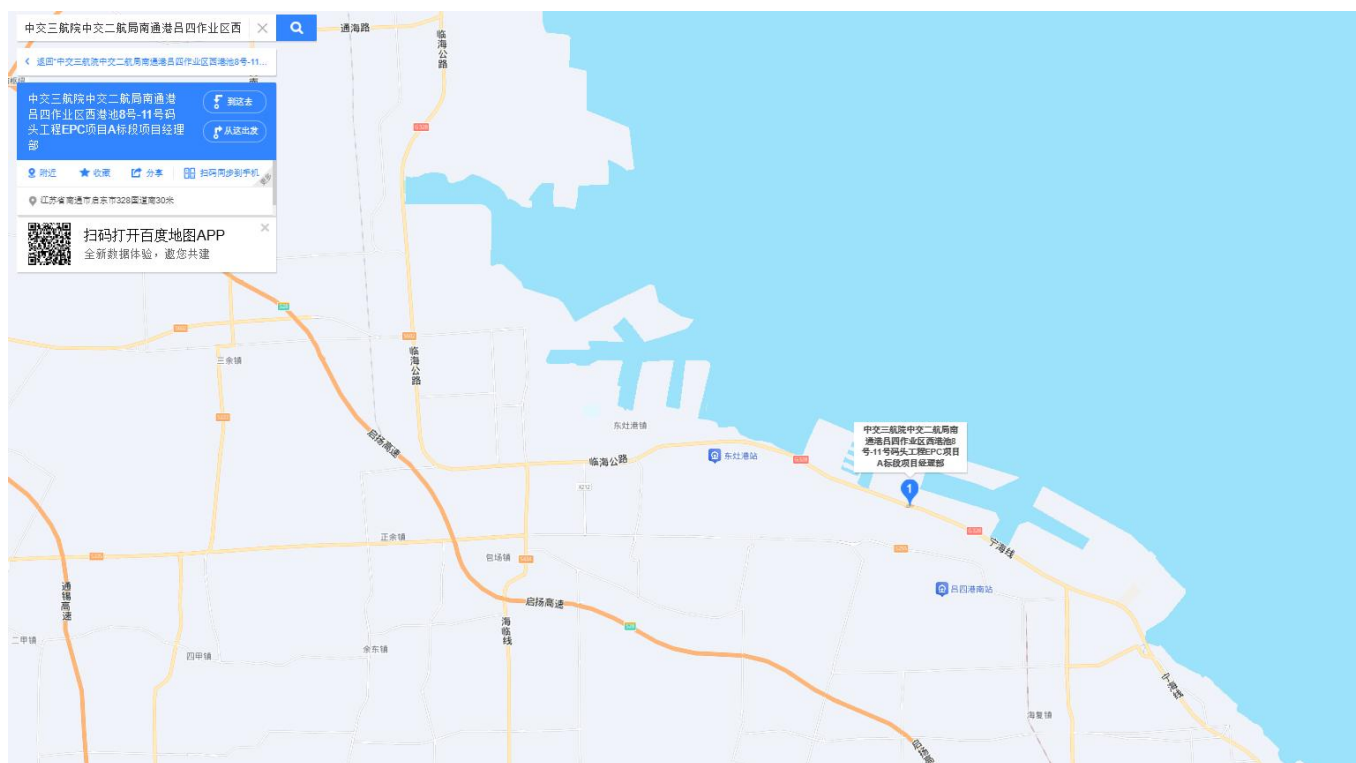 中交三航院中交二航局南通港吕四作业区西
通海路
临海公路
返回"中交三航院中交二航局南通港吕四作业区西港池8号-11...
中交三航院中交二航局南通港
吕四作业区西港池8号-11号码
头工程EPC项目A标段项目经理
部
到这去
从这出发
附近
收藏
分享
扫码同步到手机
江苏省南通市启东市328国道南30米
扫码打开百度地图APP
全新数据体验，邀您共建
三余镇
临海公路
启扬高速
东灶港镇
临海公路
东灶港站
中交三航院中交二航局南
通港吕四作业区西港池8
号-11号码头工程EPC项目
A标段项目经理部
1
正余镇
包场镇
宁海线
通锡高速
启扬高速
吕四港南站
海临线
二甲镇
四甲镇
余东镇
宁海线
海复镇